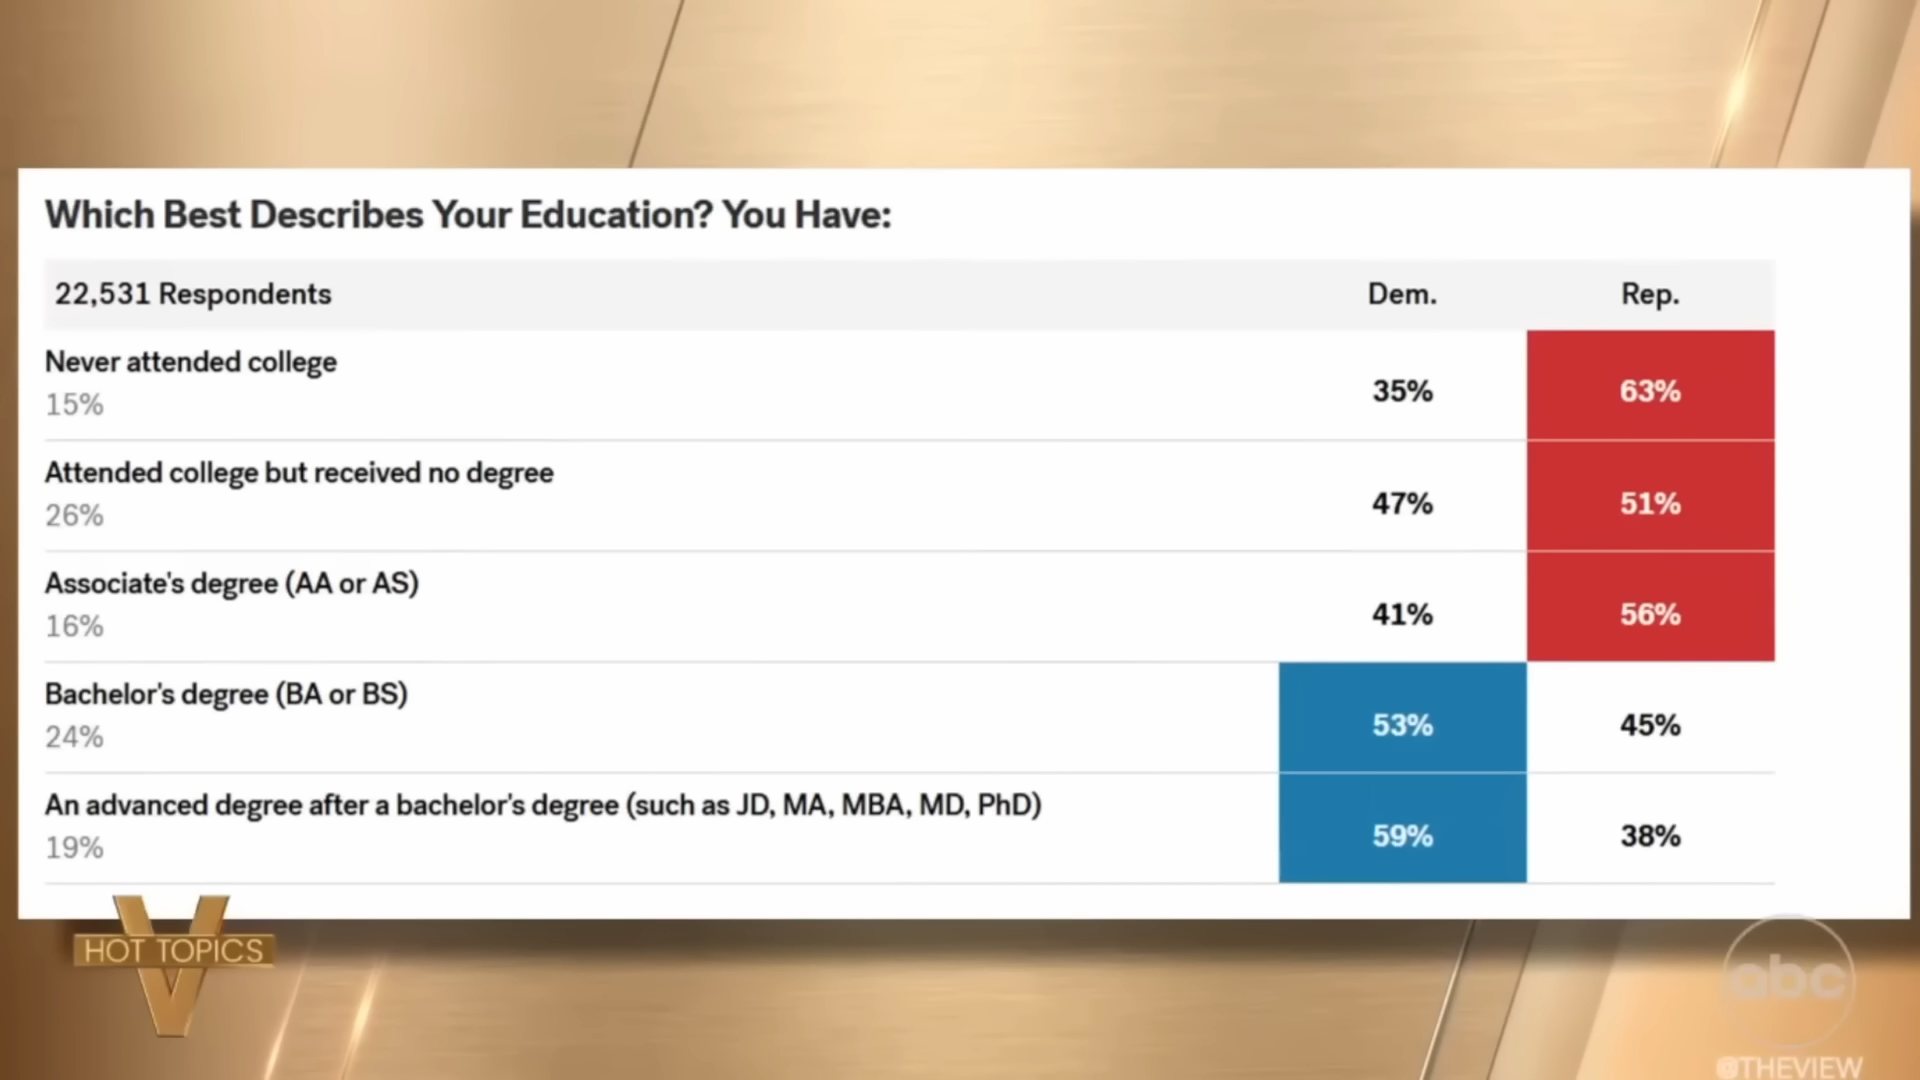 Which Best Describes Your Education? You Have:
22,531 Respondents Dem. Rep.
Never attended college
15%
35% 63%
Attended college but received no degree
26%
47% 51%
Associate's degree (AA or AS)
16%
41% 56%
Bachelor's degree (BA or BS)
24%
53% 45%
An advanced degree after a bachelor's degree (such as JD, MA, MBA, MD, PhD)
19%
59% 38%
V
HOT TOPICS
abc
@THEVIEW